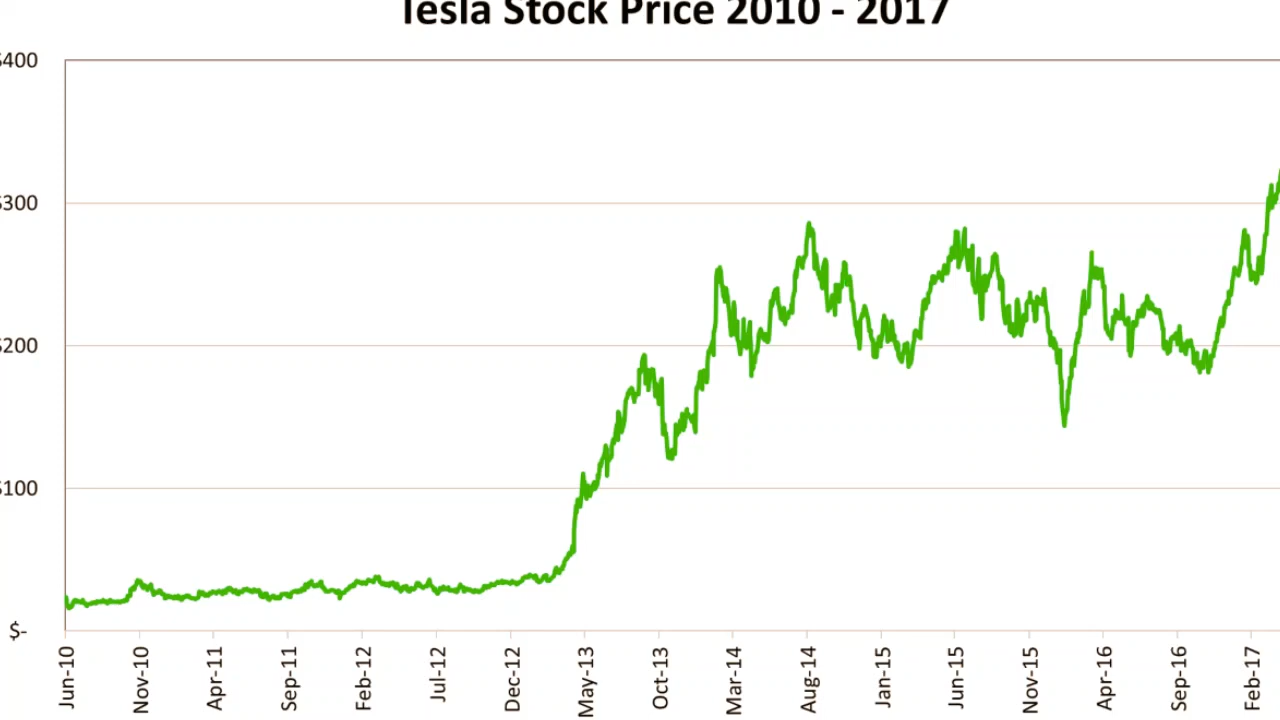 Tesla Stock Price 2010 - 2017
$400
$300
$200
$100
$-
Jun-10
Nov-10
Apr-11
Sep-11
Feb-12
Jul-12
Dec-12
May-13
Oct-13
Mar-14
Aug-14
Jan-15
Jun-15
Nov-15
Apr-16
Sep-16
Feb-17